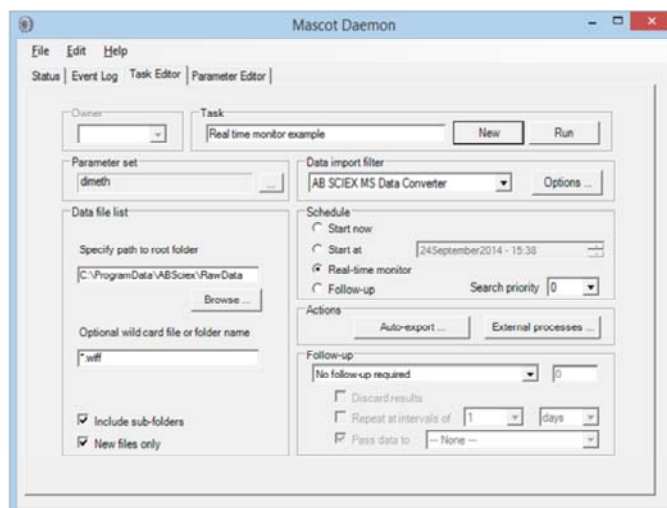 Mascot Daemon
File Edit Help
Status Event Log Task Editor Parameter Editor
Owner
Task
Real time monitor example
New
Run
Parameter set
dimeth
...
Data import filter
AB SCIEX MS Data Converter
Options ...
Data file list
Specify path to root folder
C:\ProgramData\ABSciex\RawData
Browse ...
Optional wild card file or folder name
*.wiff
Include sub-folders
New files only
Schedule
Start now
Start at
24September2014 - 15:38
Real-time monitor
Follow-up
Search priority
0
Actions
Auto-export ...
External processes ...
Follow-up
No follow-up required
0
Discard results
Repeat at intervals of
1
days
Pass data to
--- None ---